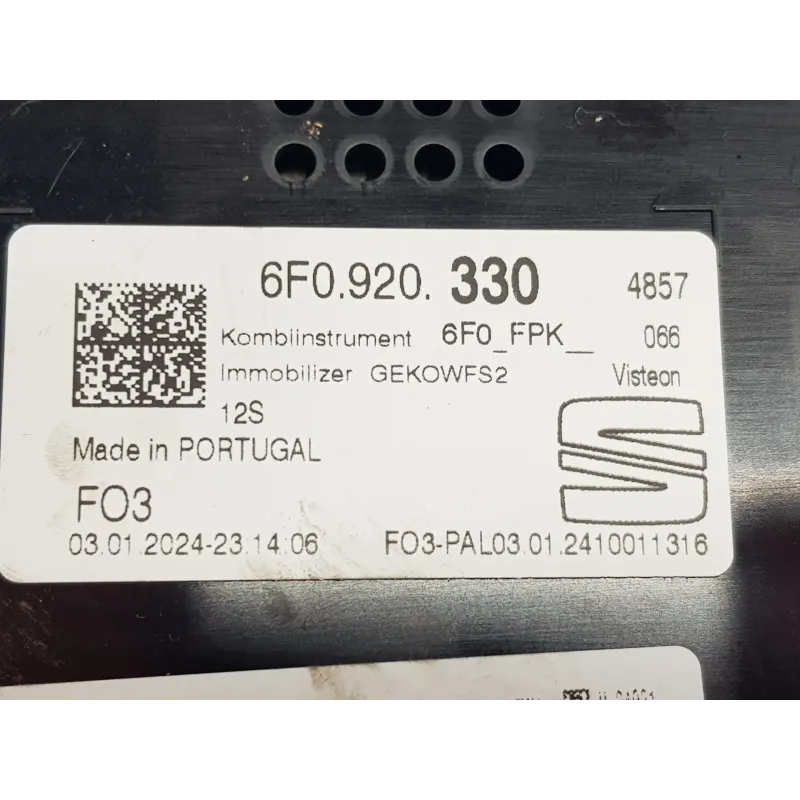 6F0.920. 330 4857
Kombiinstrument 6F0_FPK__ 066
Immobilizer GEKOWFS2 Visteon
12S
Made in PORTUGAL
FO3
03.01.2024-23.14.06 FO3-PAL03.01.2410011316